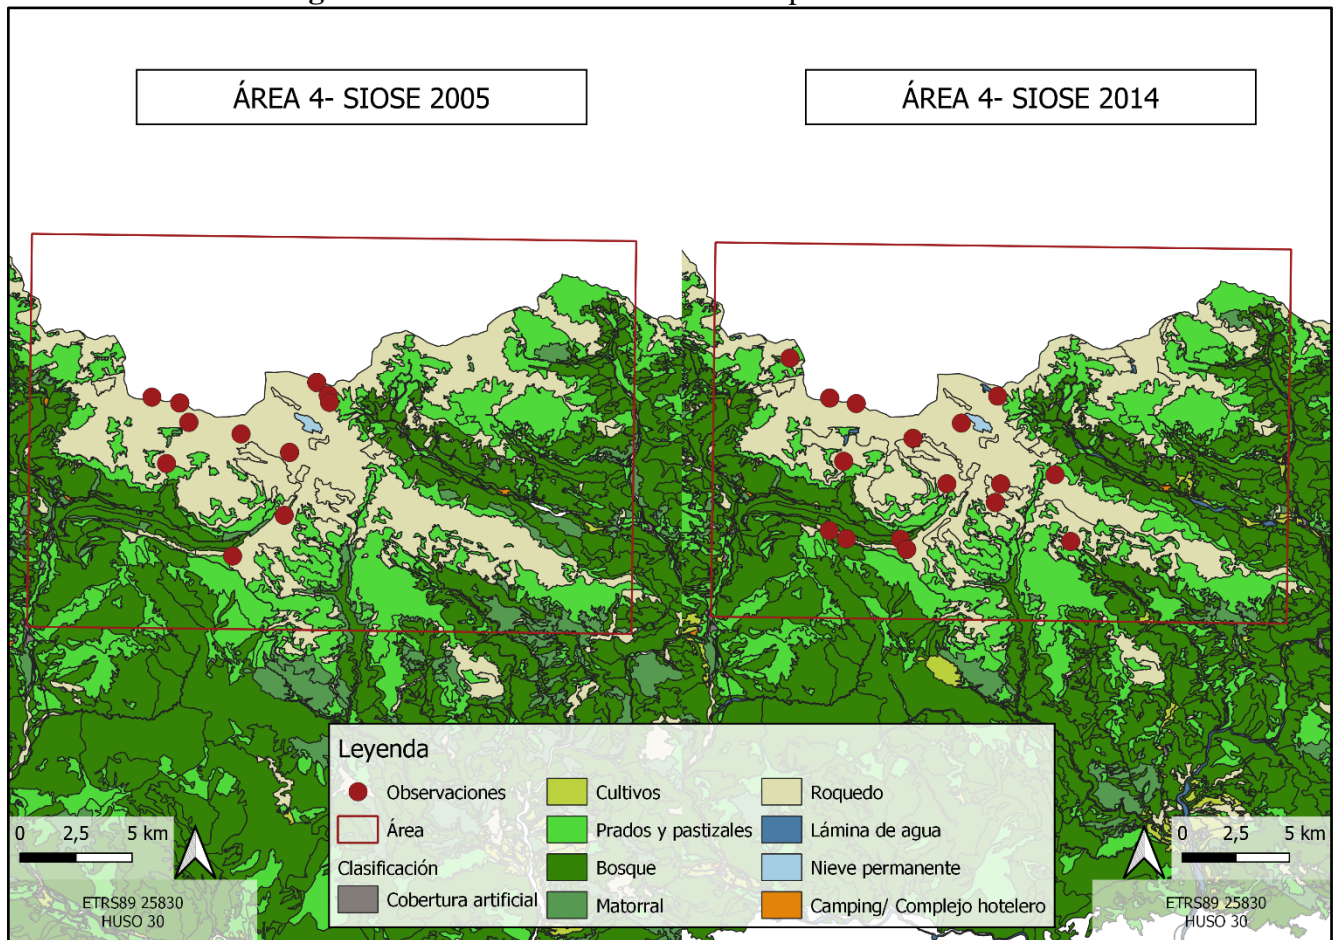 ÁREA 4- SIOSE 2005
ÁREA 4- SIOSE 2014
Leyenda
Observaciones
Área
Clasificación
Cobertura artificial
Cultivos
Prados y pastizales
Bosque
Matorral
Roquedo
Lámina de agua
Nieve permanente
Camping/ Complejo hotelero
0 2,5 5 km
ETRS89 25830
HUSO 30
0 2,5 5 km
ETRS89 25830
HUSO 30